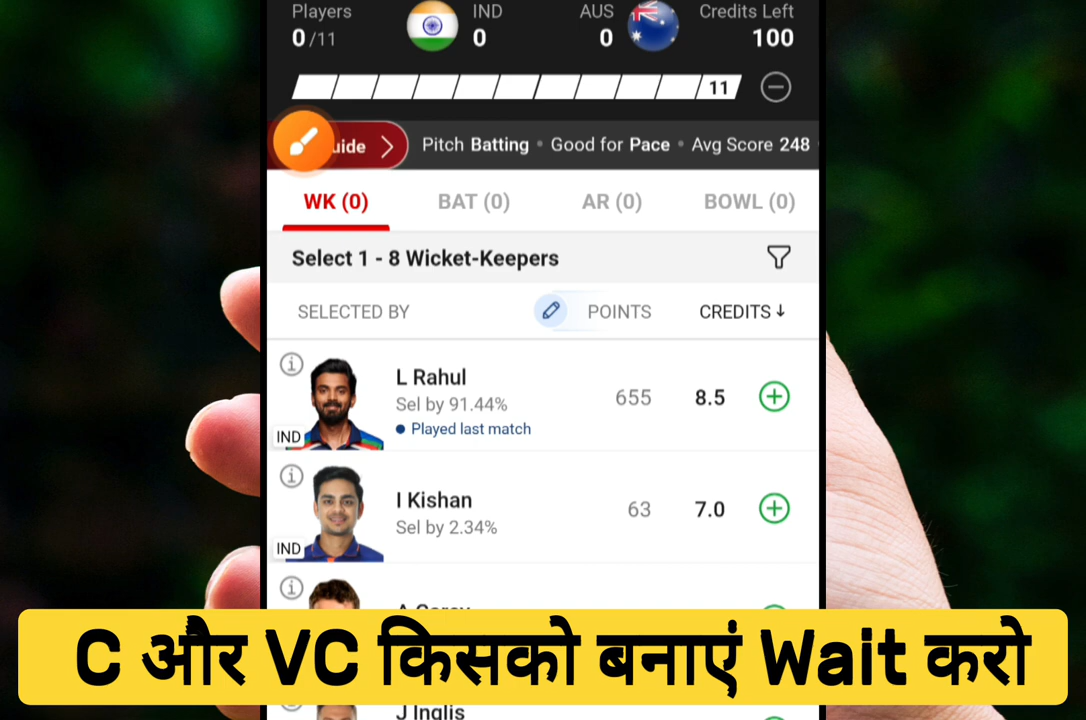 Players
0 /11
IND
0
AUS
0
Credits Left
100
11
uide
Pitch Batting • Good for Pace • Avg Score 248
WK (0)
BAT (0)
AR (0)
BOWL (0)
Select 1 - 8 Wicket-Keepers
SELECTED BY
POINTS
CREDITS ↓
L Rahul
Sel by 91.44%
Played last match
IND
655
8.5
I Kishan
Sel by 2.34%
IND
63
7.0
C और VC किसको बनाएं Wait करो
J Inglis